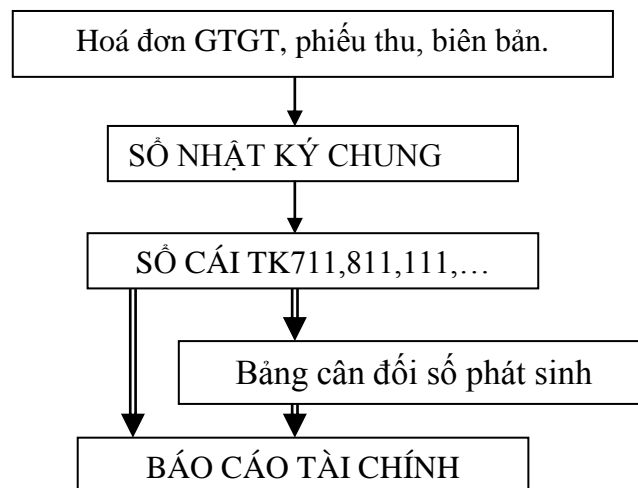 Hoá đơn GTGT, phiếu thu, biên bản.
SỔ NHẬT KÝ CHUNG
SỔ CÁI TK711,811,111,…
Bảng cân đối số phát sinh
BÁO CÁO TÀI CHÍNH